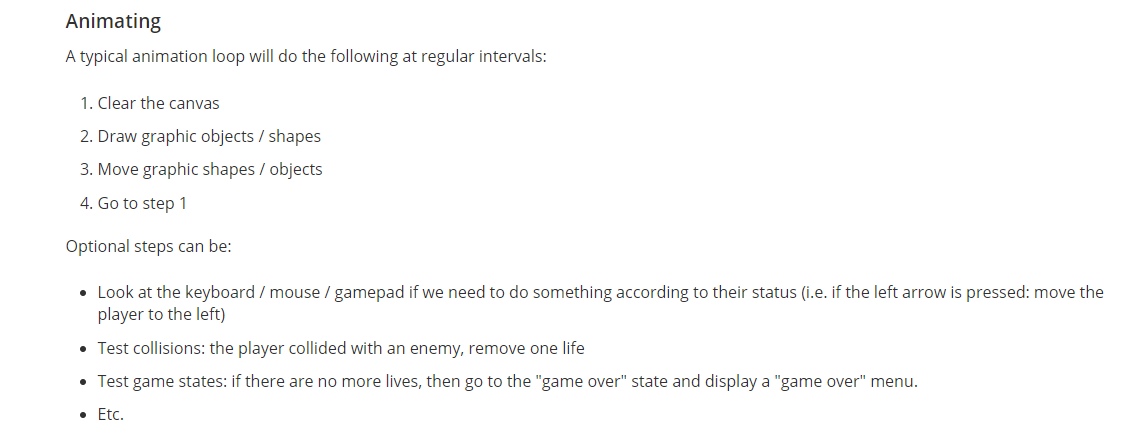 Animating
A typical animation loop will do the following at regular intervals:
1. Clear the canvas
2. Draw graphic objects / shapes
3. Move graphic shapes / objects
4. Go to step 1
Optional steps can be:
• Look at the keyboard / mouse / gamepad if we need to do something according to their status (i.e. if the left arrow is pressed: move the
player to the left)
• Test collisions: the player collided with an enemy, remove one life
• Test game states: if there are no more lives, then go to the "game over" state and display a "game over" menu.
• Etc.